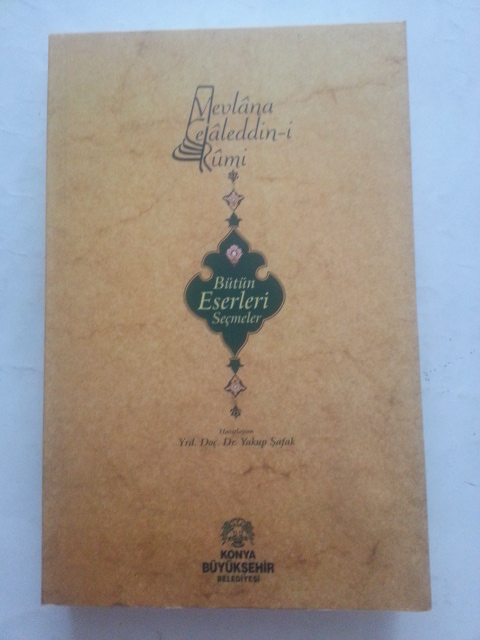 Mevlâna
Celâleddin-i
Rûmi
Bütün
Eserleri
Seçmeler
Hazırlayan
Yrd. Doç. Dr. Yakup Şafak
KONYA
BÜYÜKŞEHİR
BELEDİYESİ